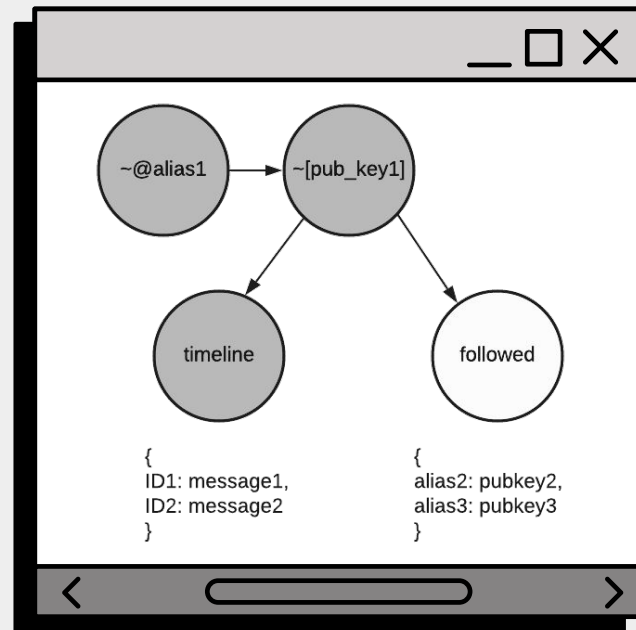 ~@alias1
~[pub_key1]
timeline
followed
{
ID1: message1,
ID2: message2
}
{
alias2: pubkey2,
alias3: pubkey3
}